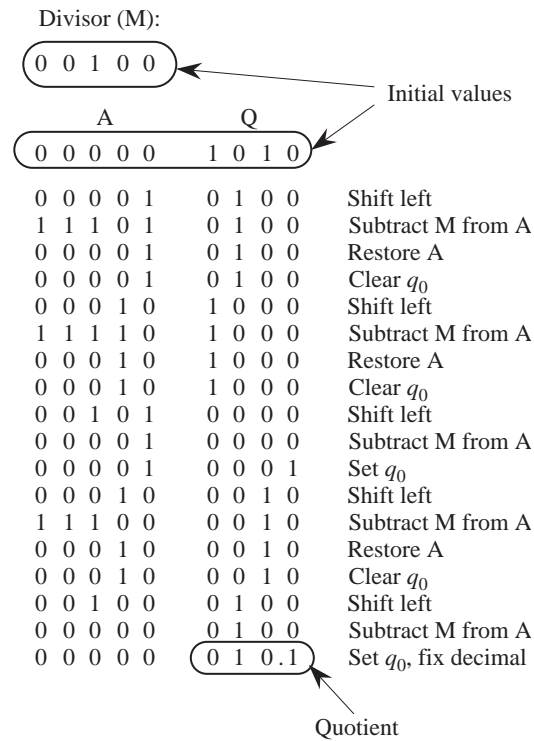 Divisor (M):
0 0 1 0 0
Initial values
A Q
0 0 0 0 0 1 0 1 0
0 0 0 0 1 0 1 0 0 Shift left
1 1 1 0 1 0 1 0 0 Subtract M from A
0 0 0 0 1 0 1 0 0 Restore A
0 0 0 0 1 0 1 0 0 Clear q0
0 0 0 1 0 1 0 0 0 Shift left
1 1 1 1 0 1 0 0 0 Subtract M from A
0 0 0 1 0 1 0 0 0 Restore A
0 0 0 1 0 1 0 0 0 Clear q0
0 0 1 0 1 0 0 0 0 Shift left
0 0 0 0 1 0 0 0 0 Subtract M from A
0 0 0 0 1 0 0 0 1 Set q0
0 0 0 1 0 0 0 1 0 Shift left
1 1 1 0 0 0 0 1 0 Subtract M from A
0 0 0 1 0 0 0 1 0 Restore A
0 0 0 1 0 0 0 1 0 Clear q0
0 0 1 0 0 0 1 0 0 Shift left
0 0 0 0 0 0 1 0 0 Subtract M from A
0 0 0 0 0 0 1 0 . 1 Set q0, fix decimal
Quotient